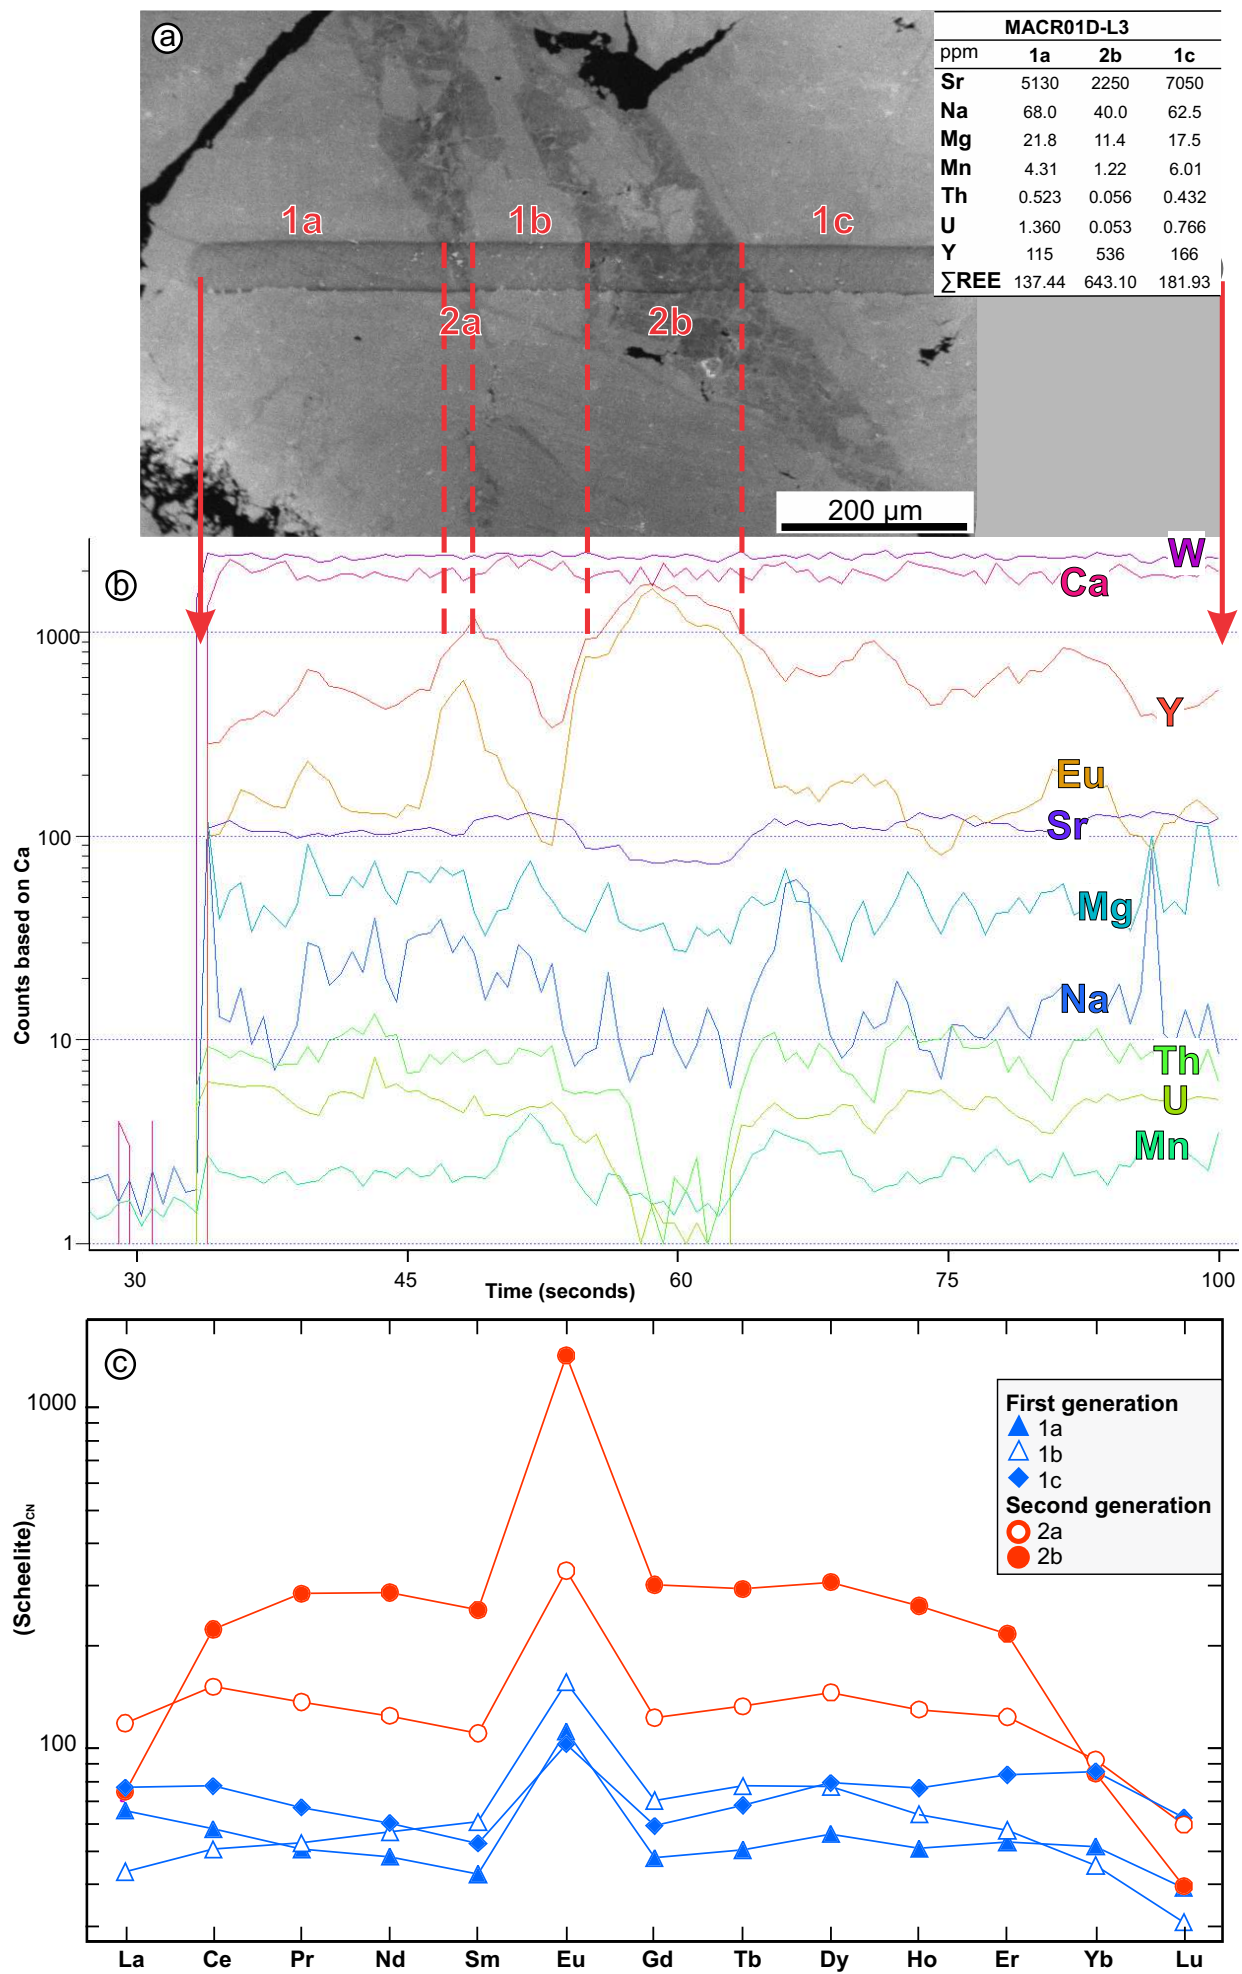 a
MACR01D-L3
ppm 1a 2b 1c
Sr 5130 2250 7050
Na 68.0 40.0 62.5
Mg 21.8 11.4 17.5
Mn 4.31 1.22 6.01
Th 0.523 0.056 0.432
U 1.360 0.053 0.766
Y 115 536 166
∑REE 137.44 643.10 181.93
1a 1b 1c
2a 2b
200 µm
b
W
Ca
Y
Eu
Sr
Mg
Na
Th
U
Mn
1000
100
10
1
Counts based on Ca
30 45 60 75 100
Time (seconds)
c
1000
100
(Scheelite)CN
First generation
1a
1b
1c
Second generation
2a
2b
La Ce Pr Nd Sm Eu Gd Tb Dy Ho Er Yb Lu